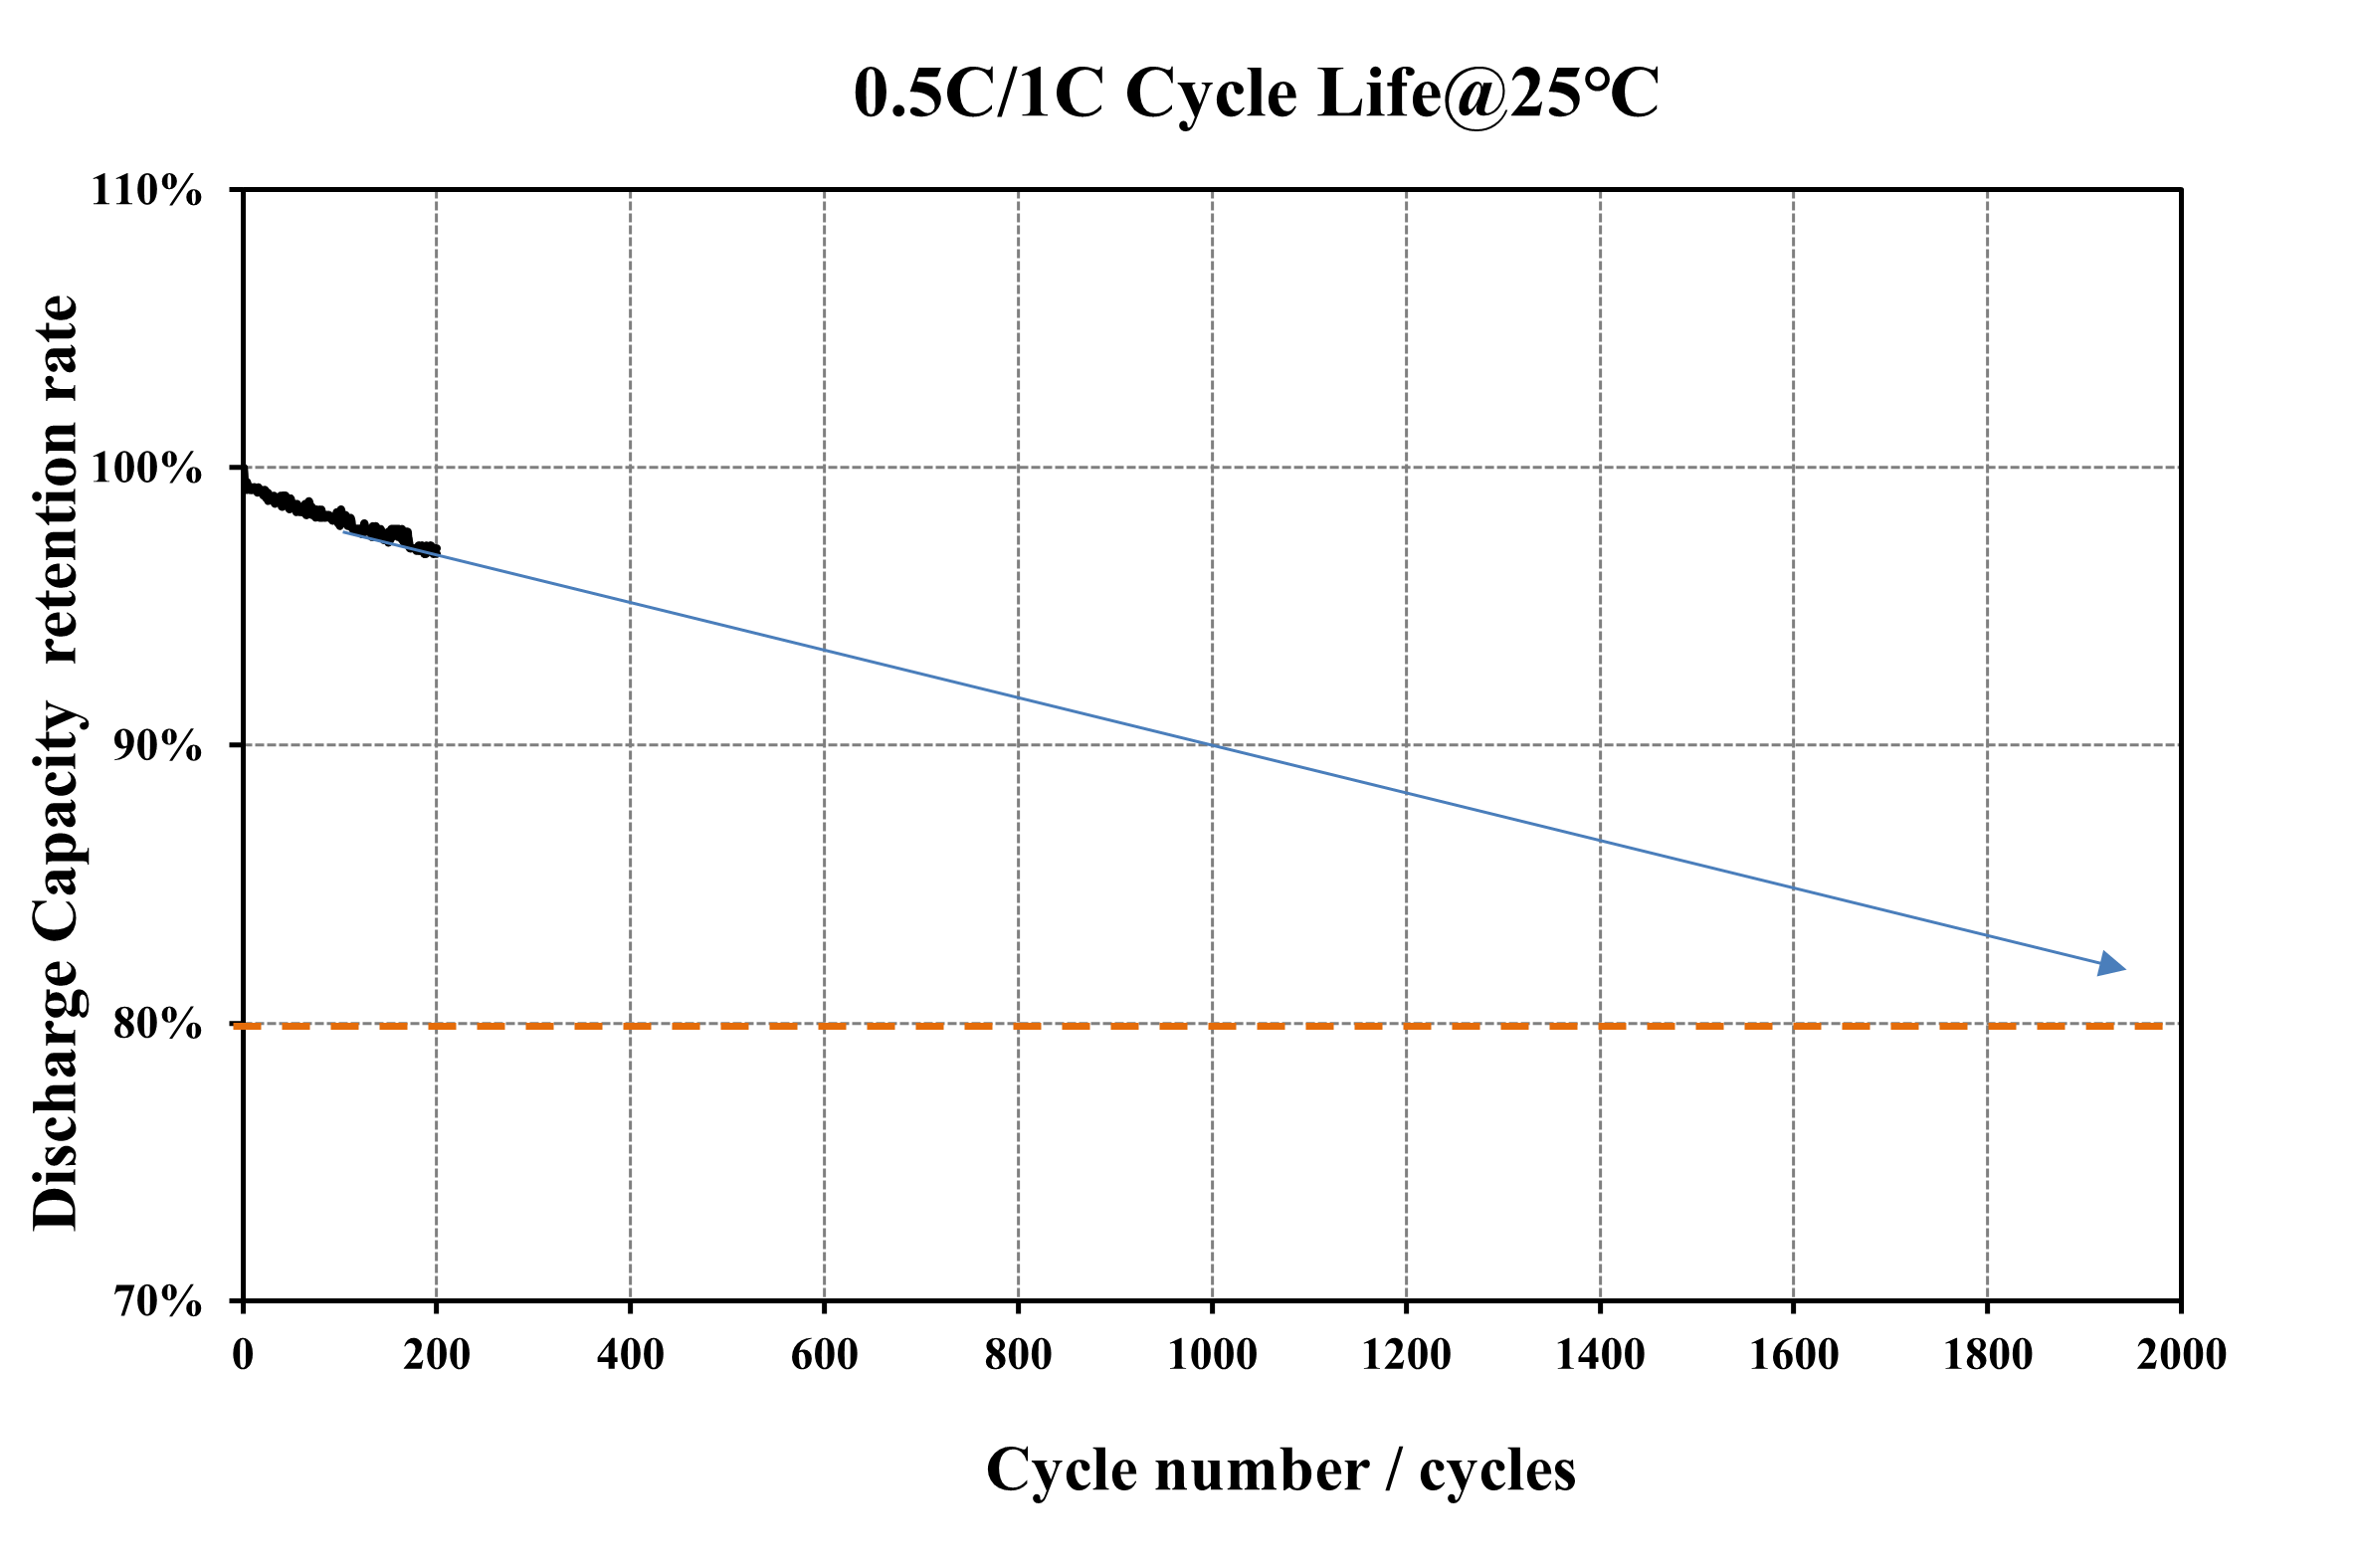 0.5C/1C Cycle Life@25°C
Discharge Capacity retention rate
110%
100%
90%
80%
70%
0 200 400 600 800 1000 1200 1400 1600 1800 2000
Cycle number / cycles